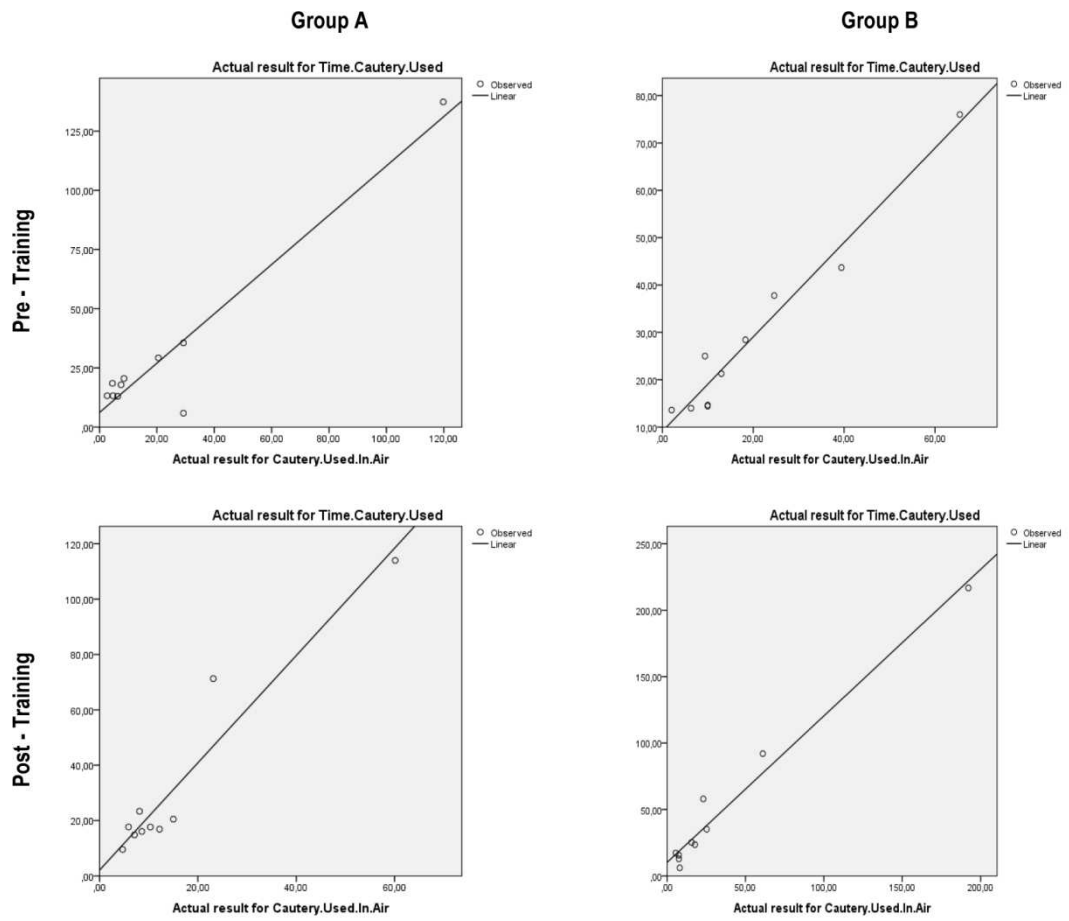 Group A
Group B
Pre - Training
Actual result for Time.Cautery.Used
Observed
Linear
125,00
100,00
75,00
50,00
25,00
,00
,00 20,00 40,00 60,00 80,00 100,00 120,00
Actual result for Cautery.Used.In.Air
Actual result for Time.Cautery.Used
Observed
Linear
80,00
70,00
60,00
50,00
40,00
30,00
20,00
10,00
,00 20,00 40,00 60,00
Actual result for Cautery.Used.In.Air
Post - Training
Actual result for Time.Cautery.Used
Observed
Linear
120,00
100,00
80,00
60,00
40,00
20,00
,00
,00 20,00 40,00 60,00
Actual result for Cautery.Used.In.Air
Actual result for Time.Cautery.Used
Observed
Linear
250,00
200,00
150,00
100,00
50,00
,00
,00 50,00 100,00 150,00 200,00
Actual result for Cautery.Used.In.Air